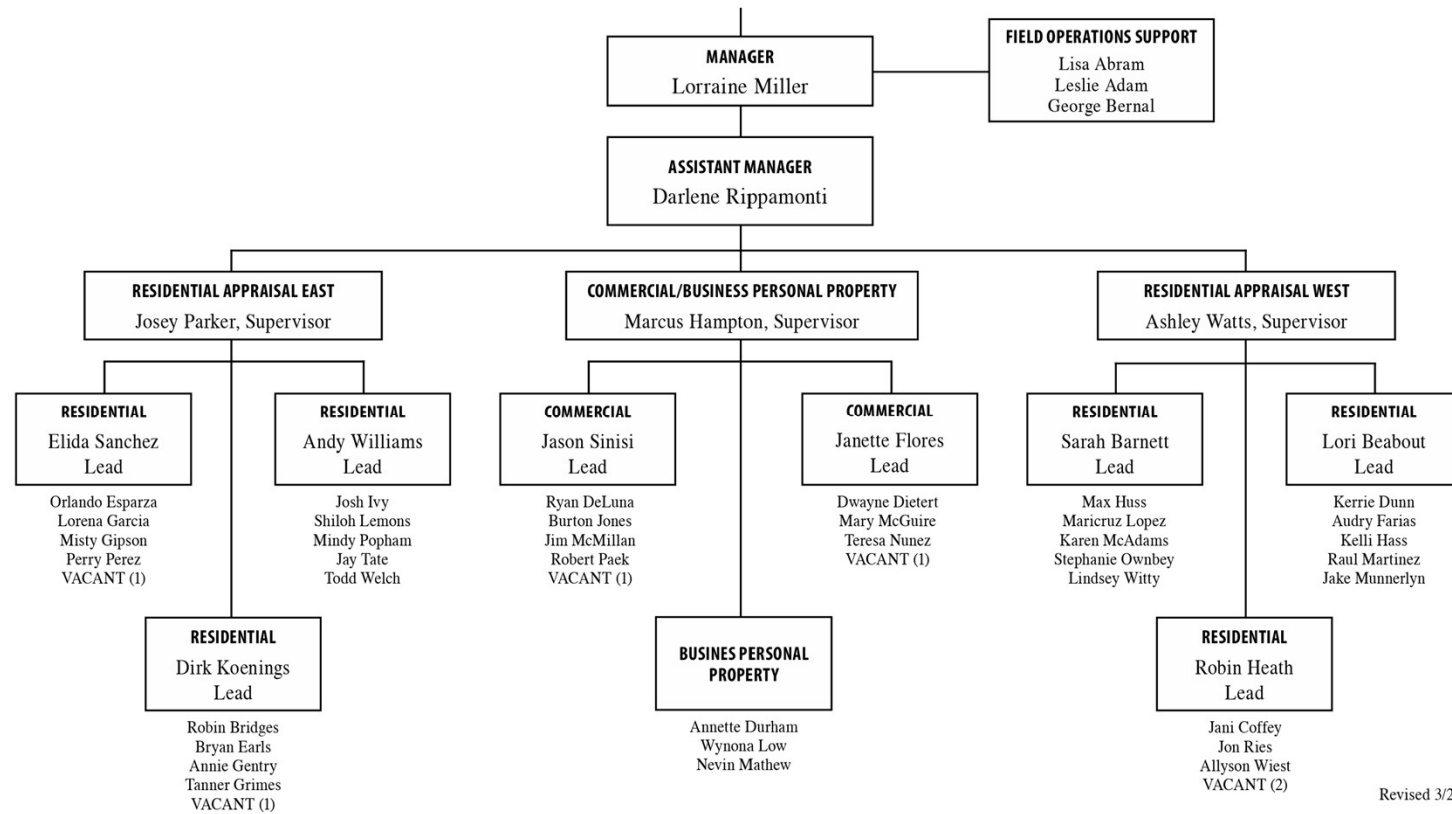 MANAGER
Lorraine Miller
FIELD OPERATIONS SUPPORT
Lisa Abram
Leslie Adam
George Bernal
ASSISTANT MANAGER
Darlene Rippamonti
RESIDENTIAL APPRAISAL EAST
Josey Parker, Supervisor
COMMERCIAL/BUSINESS PERSONAL PROPERTY
Marcus Hampton, Supervisor
RESIDENTIAL APPRAISAL WEST
Ashley Watts, Supervisor
RESIDENTIAL
Elida Sanchez
Lead
Orlando Esparza
Lorena Garcia
Misty Gipson
Perry Perez
VACANT (1)
RESIDENTIAL
Andy Williams
Lead
Josh Ivy
Shiloh Lemons
Mindy Popham
Jay Tate
Todd Welch
RESIDENTIAL
Dirk Koenings
Lead
Robin Bridges
Bryan Earls
Annie Gentry
Tanner Grimes
VACANT (1)
COMMERCIAL
Jason Sinisi
Lead
Ryan DeLuna
Burton Jones
Jim McMillan
Robert Paek
VACANT (1)
COMMERCIAL
Janette Flores
Lead
Dwayne Dietert
Mary McGuire
Teresa Nunez
VACANT (1)
BUSINES PERSONAL
PROPERTY
Annette Durham
Wynona Low
Nevin Mathew
RESIDENTIAL
Sarah Barnett
Lead
Max Huss
Maricruz Lopez
Karen McAdams
Stephanie Ownbey
Lindsey Witty
RESIDENTIAL
Lori Beabout
Lead
Kerrie Dunn
Audry Farias
Kelli Hass
Raul Martinez
Jake Munnerlyn
RESIDENTIAL
Robin Heath
Lead
Jani Coffey
Jon Ries
Allyson Wiest
VACANT (2)
Revised 3/2